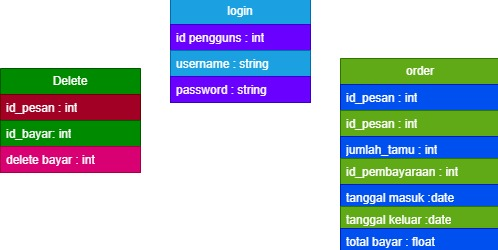 login
id pengguns : int
username : string
password : string
Delete
id_pesan : int
id_bayar: int
delete bayar : int
order
id_pesan : int
id_pesan : int
jumlah_tamu : int
id_pembayaraan : int
tanggal masuk :date
tanggal keluar :date
total bayar : float